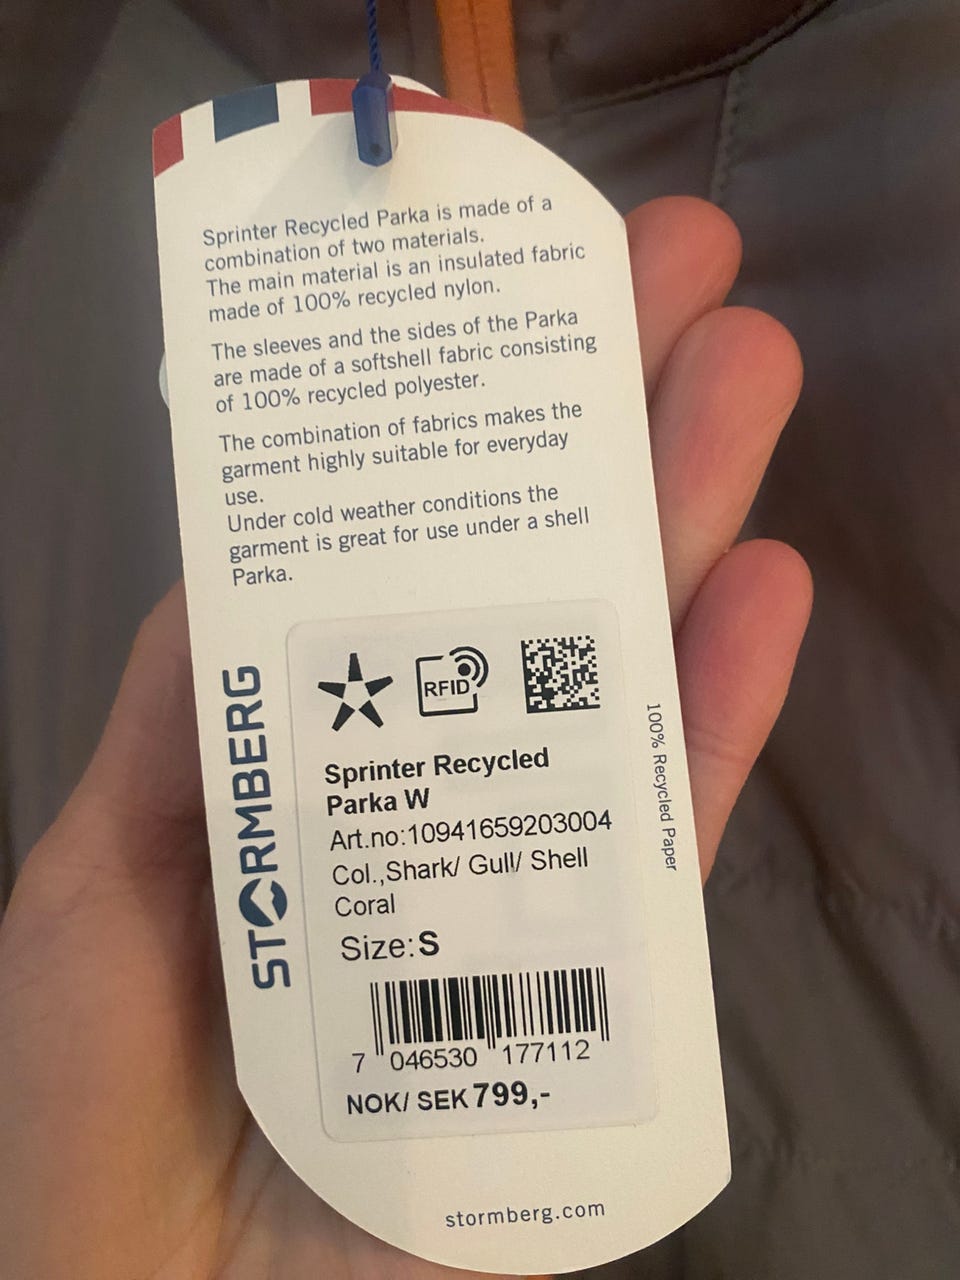 Sprinter Recycled Parka is made of a
combination of two materials.
The main material is an insulated fabric
made of 100% recycled nylon.
The sleeves and the sides of the Parka
are made of a softshell fabric consisting
of 100% recycled polyester.
The combination of fabrics makes the
garment highly suitable for everyday
use.
Under cold weather conditions the
garment is great for use under a shell
Parka.
STORMBERG
RFID
Sprinter Recycled
Parka W
Art.no:10941659203004
Col.,Shark/ Gull/ Shell
Coral
Size:S
7 046530 177112
NOK/ SEK 799,-
100% Recycled Paper
stormberg.com